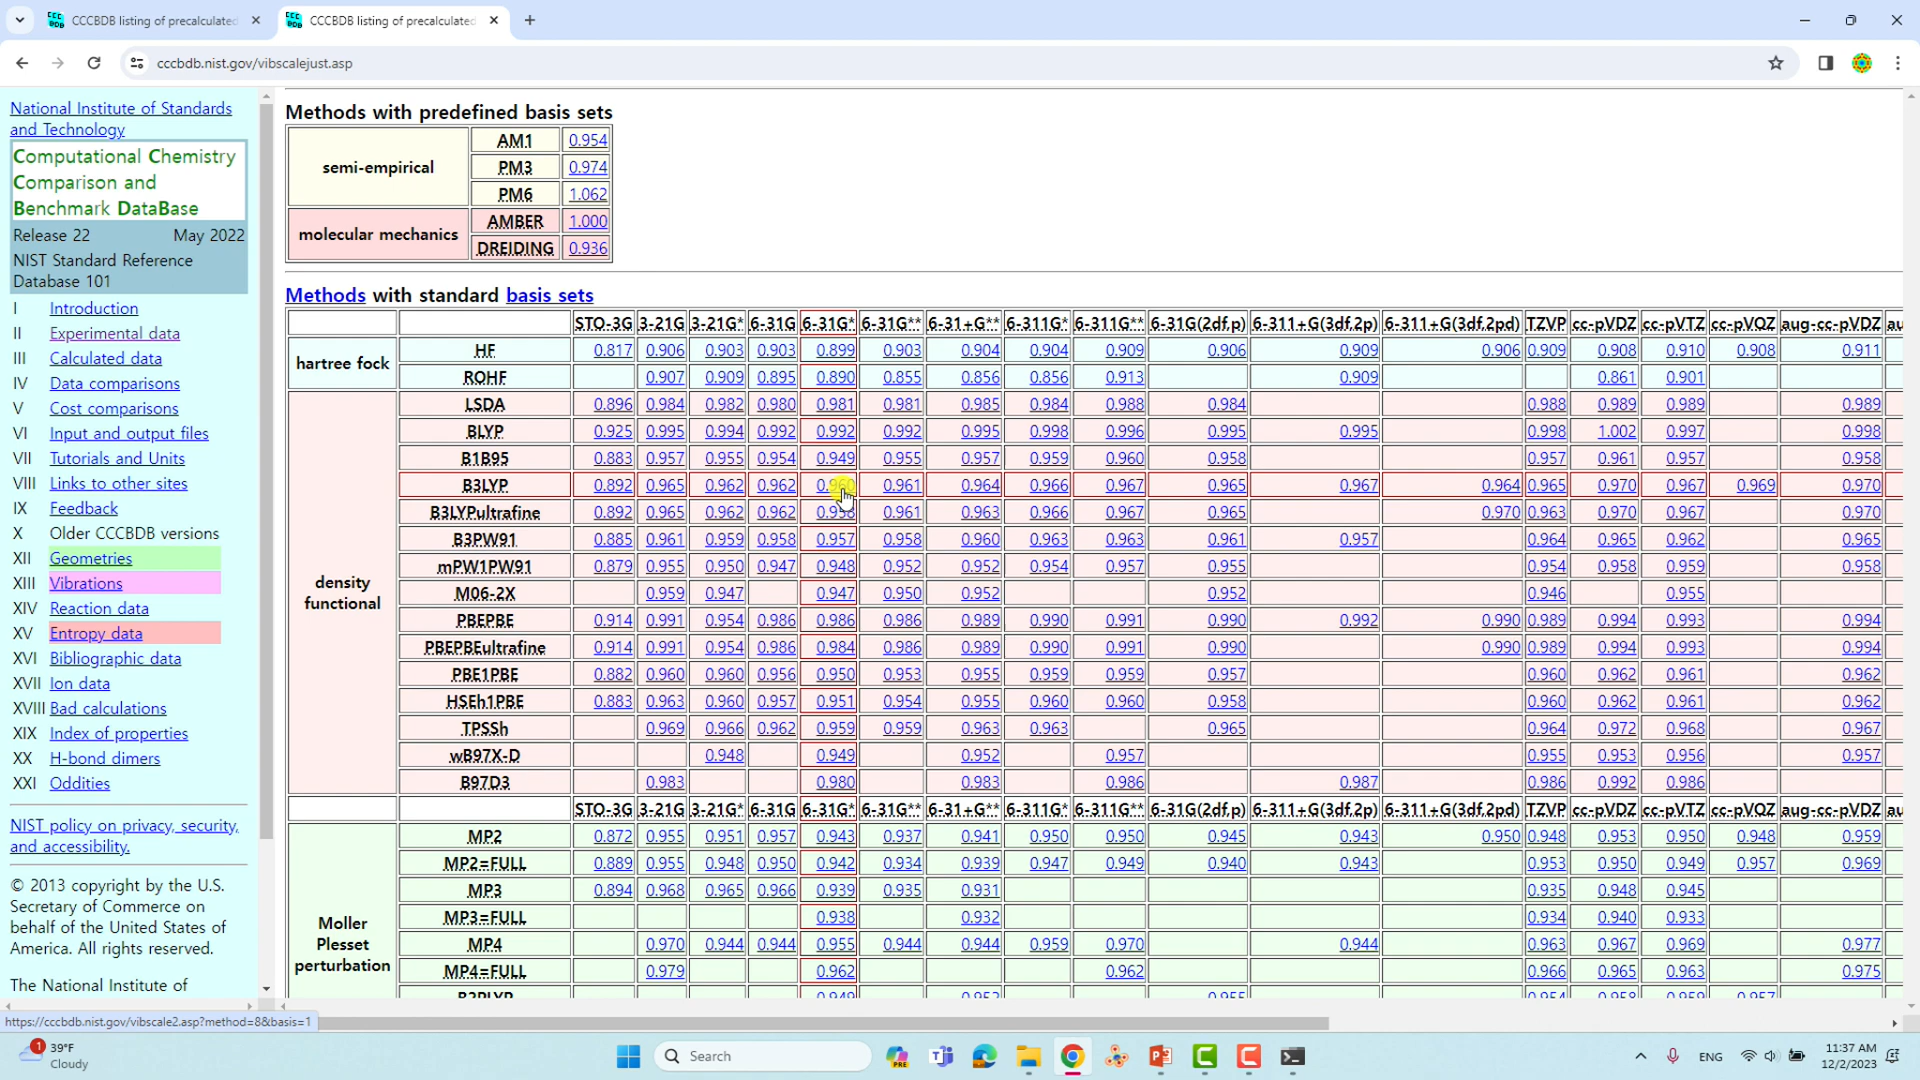 CCCBDB listing of precalculated
CCCBDB listing of precalculated
cccbdb.nist.gov/vibscalejust.asp
National Institute of Standards
and Technology
Computational Chemistry
Comparison and
Benchmark DataBase
Release 22 May 2022
NIST Standard Reference
Database 101
I Introduction
II Experimental data
III Calculated data
IV Data comparisons
V Cost comparisons
VI Input and output files
VII Tutorials and Units
VIII Links to other sites
IX Feedback
X Older CCCBDB versions
XII Geometries
XIII Vibrations
XIV Reaction data
XV Entropy data
XVI Bibliographic data
XVII Ion data
XVIII Bad calculations
XIX Index of properties
XX H-bond dimers
XXI Oddities
NIST policy on privacy, security,
and accessibility.
© 2013 copyright by the U.S.
Secretary of Commerce on
behalf of the United States of
America. All rights reserved.
The National Institute of
Methods with predefined basis sets
semi-empirical
AM1 0.954
PM3 0.974
PM6 1.062
molecular mechanics
AMBER 1.000
DREIDING 0.936
Methods with standard basis sets
STO-3G 3-21G 3-21G* 6-31G 6-31G* 6-31G** 6-31+G** 6-311G* 6-311G** 6-31G(2df,p) 6-311+G(3df,2p) 6-311+G(3df,2pd) TZVP cc-pVDZ cc-pVTZ cc-pVQZ aug-cc-pVDZ au
hartree fock
HF 0.817 0.906 0.903 0.903 0.899 0.903 0.904 0.904 0.909 0.906 0.909 0.906 0.909 0.908 0.910 0.908 0.911
ROHF 0.907 0.909 0.895 0.890 0.855 0.856 0.856 0.913 0.909 0.861 0.901
density
functional
LSDA 0.896 0.984 0.982 0.980 0.981 0.981 0.985 0.984 0.988 0.984 0.988 0.989 0.989 0.989
BLYP 0.925 0.995 0.994 0.992 0.992 0.992 0.995 0.998 0.996 0.995 0.995 0.998 1.002 0.997 0.998
B1B95 0.883 0.957 0.955 0.954 0.949 0.955 0.957 0.959 0.960 0.958 0.957 0.961 0.957 0.958
B3LYP 0.892 0.965 0.962 0.962 0.960 0.961 0.964 0.966 0.967 0.965 0.967 0.964 0.965 0.970 0.967 0.969 0.970
B3LYPultrafine 0.892 0.965 0.962 0.962 0.958 0.961 0.963 0.966 0.967 0.965 0.970 0.963 0.970 0.967 0.970
B3PW91 0.885 0.961 0.959 0.958 0.957 0.958 0.960 0.963 0.963 0.961 0.957 0.964 0.965 0.962 0.965
mPW1PW91 0.879 0.955 0.950 0.947 0.948 0.952 0.952 0.954 0.957 0.955 0.954 0.958 0.959 0.958
M06-2X 0.959 0.947 0.947 0.950 0.952 0.952 0.946 0.955
PBEPBE 0.914 0.991 0.954 0.986 0.986 0.986 0.989 0.990 0.991 0.990 0.992 0.990 0.989 0.994 0.993 0.994
PBEPBEultrafine 0.914 0.991 0.954 0.986 0.984 0.986 0.989 0.990 0.991 0.990 0.990 0.989 0.994 0.993 0.994
PBE1PBE 0.882 0.960 0.960 0.956 0.950 0.953 0.955 0.959 0.959 0.957 0.960 0.962 0.961 0.962
HSEh1PBE 0.883 0.963 0.960 0.957 0.951 0.954 0.955 0.960 0.960 0.958 0.960 0.962 0.961 0.962
TPSSh 0.969 0.966 0.962 0.959 0.959 0.963 0.963 0.965 0.964 0.972 0.968 0.967
wB97X-D 0.948 0.949 0.952 0.957 0.955 0.953 0.956 0.957
B97D3 0.983 0.980 0.983 0.986 0.987 0.986 0.992 0.986
STO-3G 3-21G 3-21G* 6-31G 6-31G* 6-31G** 6-31+G** 6-311G* 6-311G** 6-31G(2df,p) 6-311+G(3df,2p) 6-311+G(3df,2pd) TZVP cc-pVDZ cc-pVTZ cc-pVQZ aug-cc-pVDZ au
Moller
Plesset
perturbation
MP2 0.872 0.955 0.951 0.957 0.943 0.937 0.941 0.950 0.950 0.945 0.943 0.950 0.948 0.953 0.950 0.948 0.959
MP2=FULL 0.889 0.955 0.948 0.950 0.942 0.934 0.939 0.947 0.949 0.940 0.943 0.953 0.950 0.949 0.957 0.969
MP3 0.894 0.968 0.965 0.966 0.939 0.935 0.931 0.935 0.948 0.945
MP3=FULL 0.938 0.932 0.934 0.940 0.933
MP4 0.970 0.944 0.944 0.955 0.944 0.944 0.959 0.970 0.944 0.963 0.967 0.969 0.977
MP4=FULL 0.979 0.962 0.962 0.966 0.965 0.963 0.975
https://cccbdb.nist.gov/vibscale2.asp?method=8&basis=1
1
39°F
Cloudy
Search
PRE
ENG
11:37 AM
12/2/2023